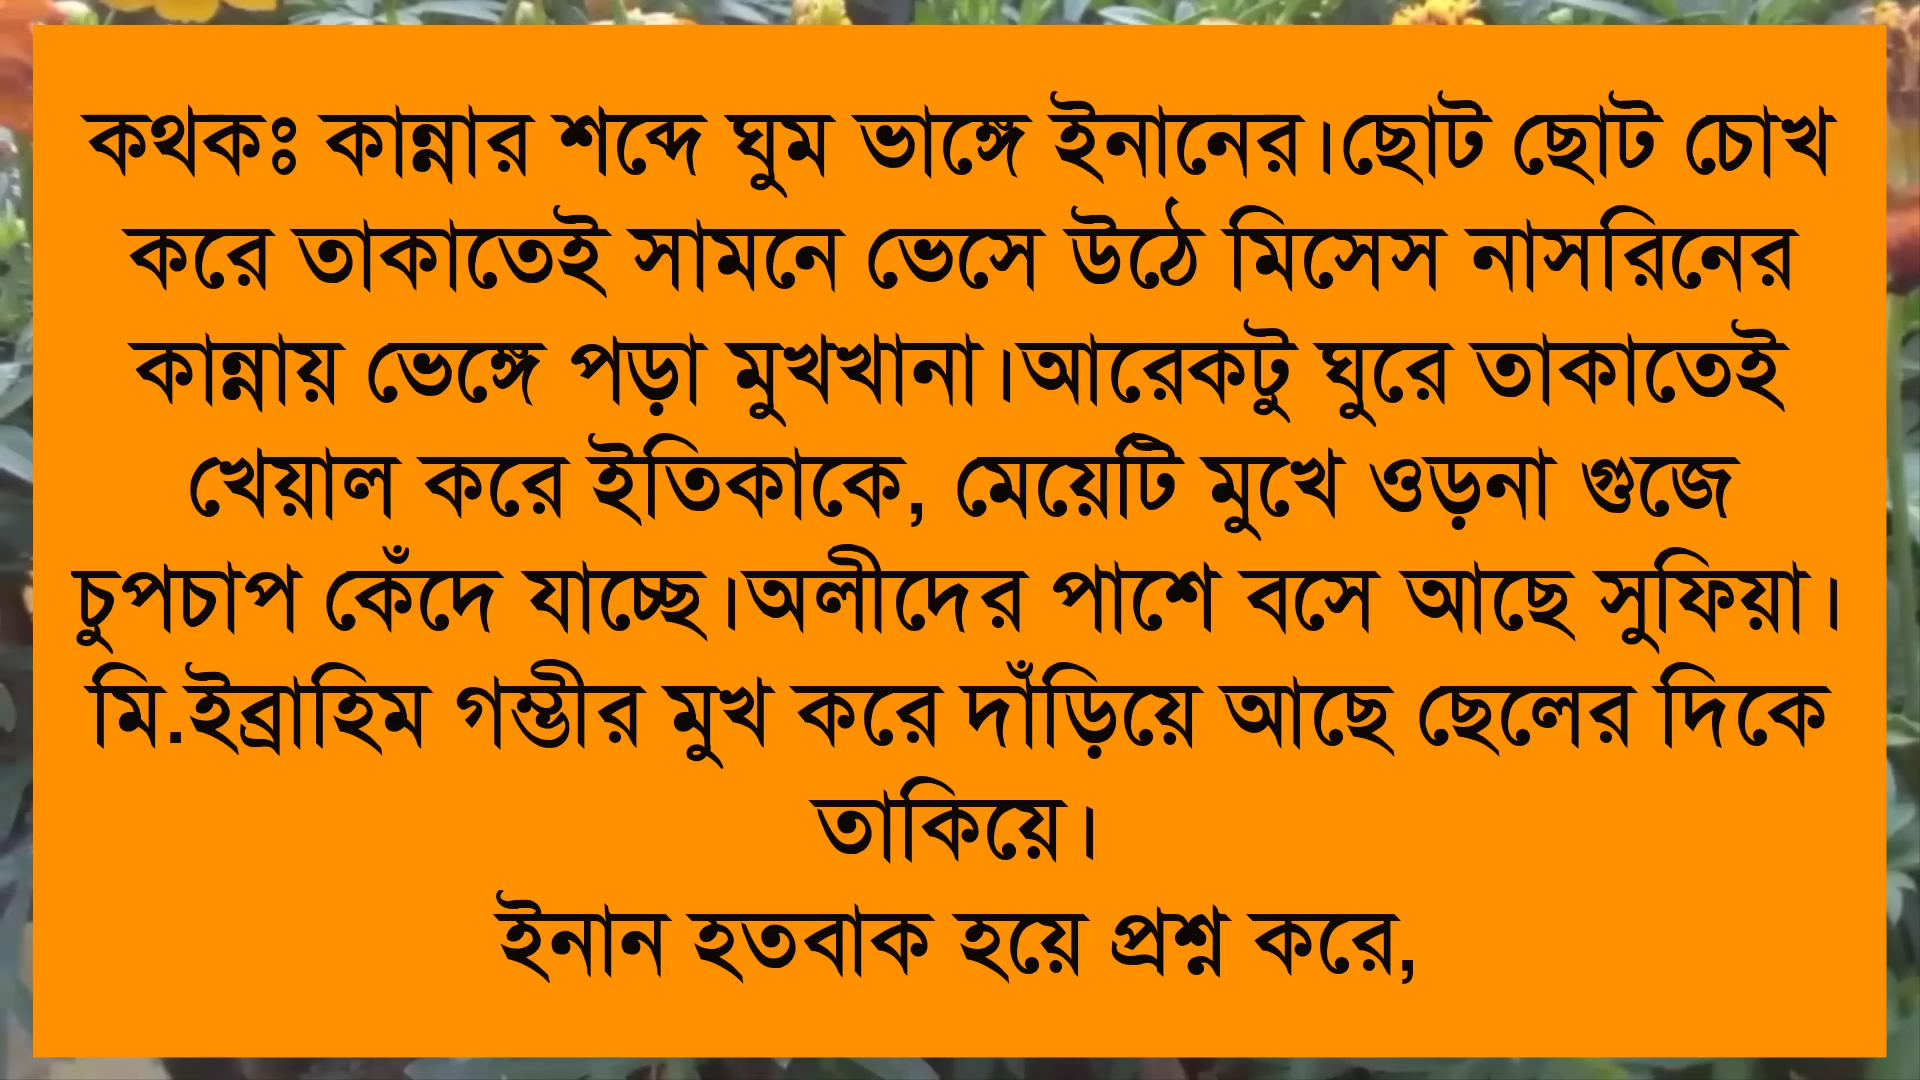 কথকঃ কান্নার শব্দে ঘুম ভাঙ্গে ইনানের।ছোট ছোট চোখ
করে তাকাতেই সামনে ভেসে উঠে মিসেস নাসরিনের
কান্নায় ভেঙ্গে পড়া মুখখানা।আরেকটু ঘুরে তাকাতেই
খেয়াল করে ইতিকাকে, মেয়েটি মুখে ওড়না গুজে
চুপচাপ কেঁদে যাচ্ছে।অলীদের পাশে বসে আছে সুফিয়া।
মি.ইব্রাহিম গম্ভীর মুখ করে দাঁড়িয়ে আছে ছেলের দিকে
তাকিয়ে।
ইনান হতবাক হয়ে প্রশ্ন করে,